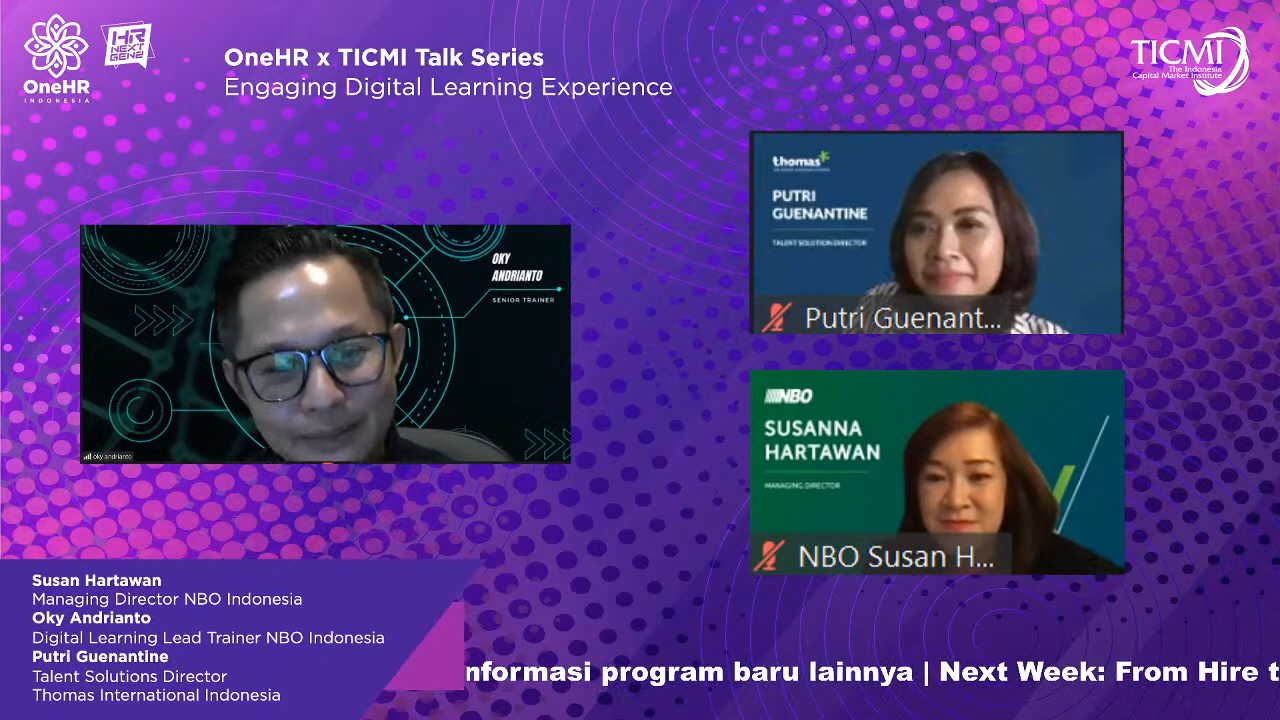 OneHR
INDONESIA
HR
NEXT
GEN
OneHR x TICMI Talk Series
Engaging Digital Learning Experience
TICMI
The Indonesia
Capital Market Institute
OKY
ANDRIANTO
SENIOR TRAINER
oky andrianto
thomas
PUTRI
GUENANTINE
TALENT SOLUTION DIRECTOR
Putri Guenant...
NBO
SUSANNA
HARTAWAN
MANAGING DIRECTOR
NBO Susan H...
Susan Hartawan
Managing Director NBO Indonesia
Oky Andrianto
Digital Learning Lead Trainer NBO Indonesia
Putri Guenantine
Talent Solutions Director
Thomas International Indonesia
nformasi program baru lainnya | Next Week: From Hire t